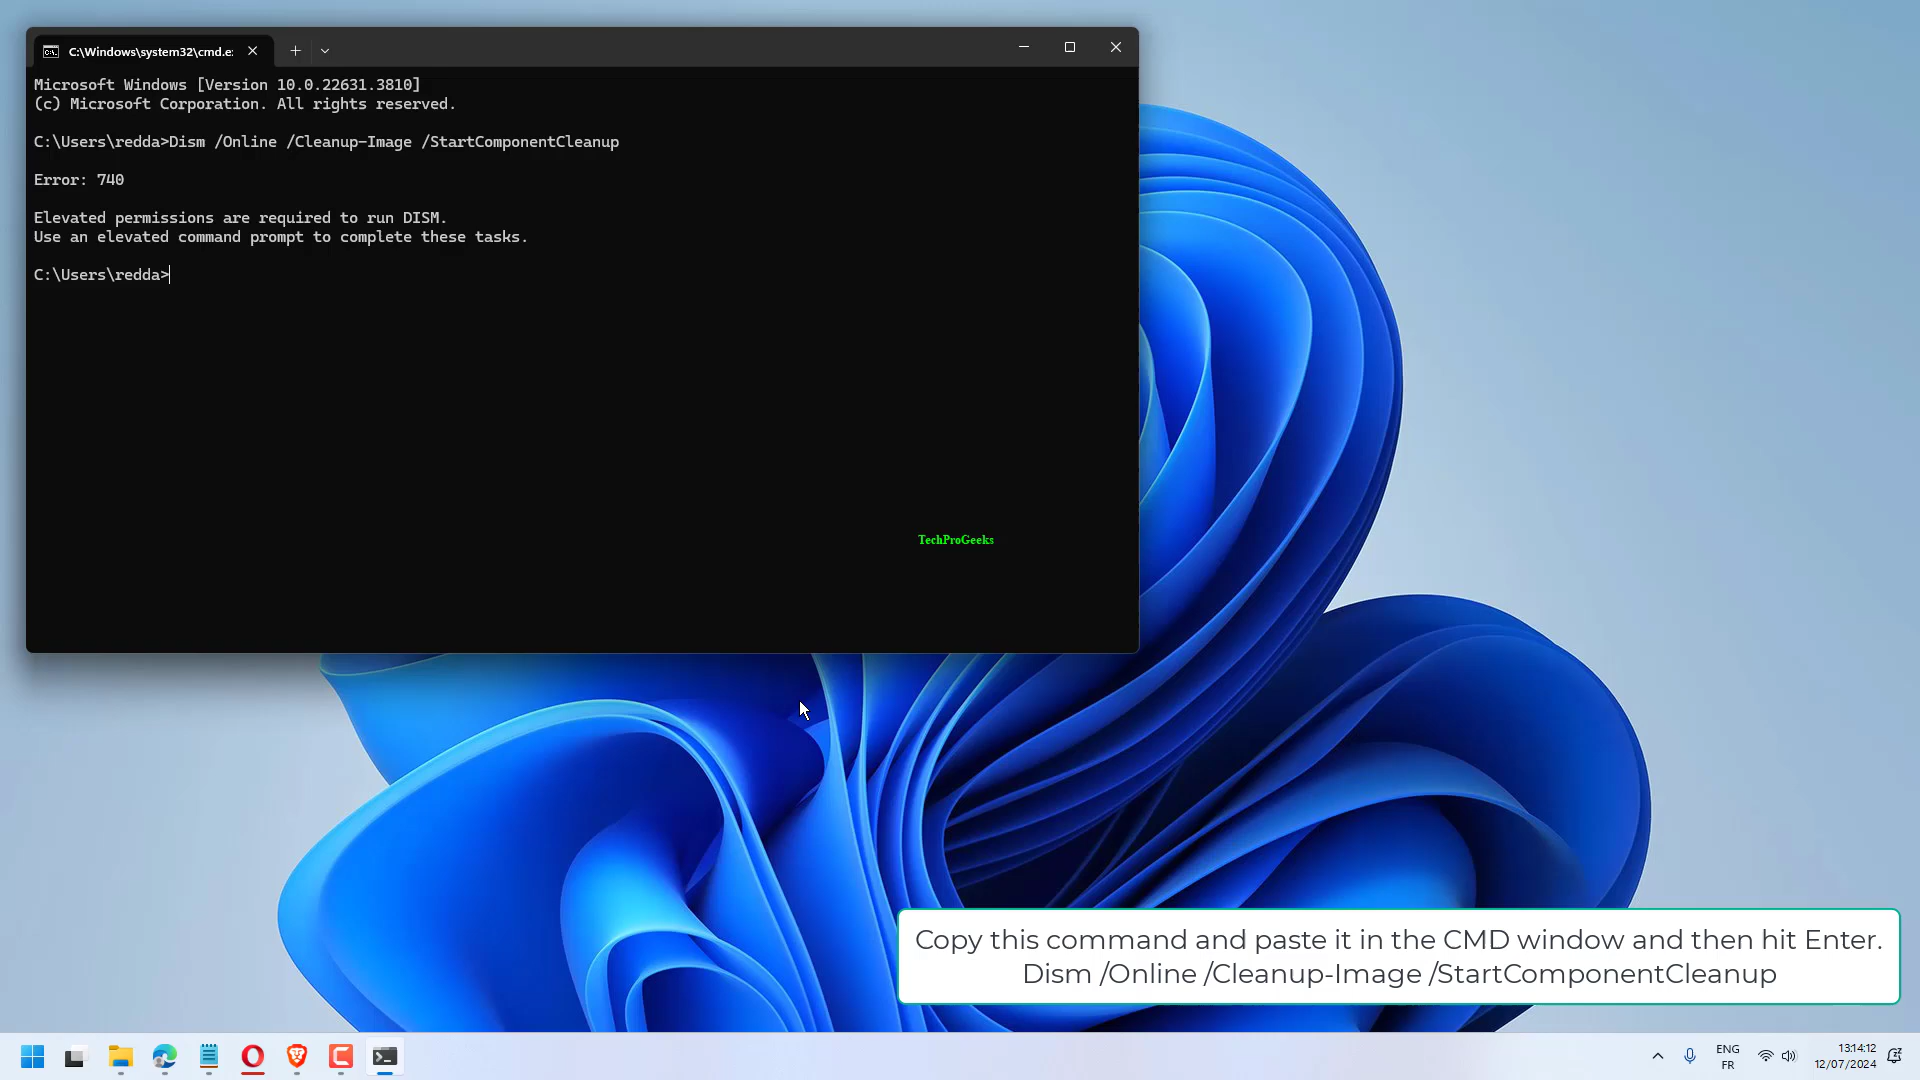 C:\Windows\system32\cmd.e:
Microsoft Windows [Version 10.0.22631.3810]
(c) Microsoft Corporation. All rights reserved.
C:\Users\redda>Dism /Online /Cleanup-Image /StartComponentCleanup
Error: 740
Elevated permissions are required to run DISM.
Use an elevated command prompt to complete these tasks.
C:\Users\redda>
TechProGeeks
Copy this command and paste it in the CMD window and then hit Enter.
Dism /Online /Cleanup-Image /StartComponentCleanup
ENG
FR
13:14:12
12/07/2024